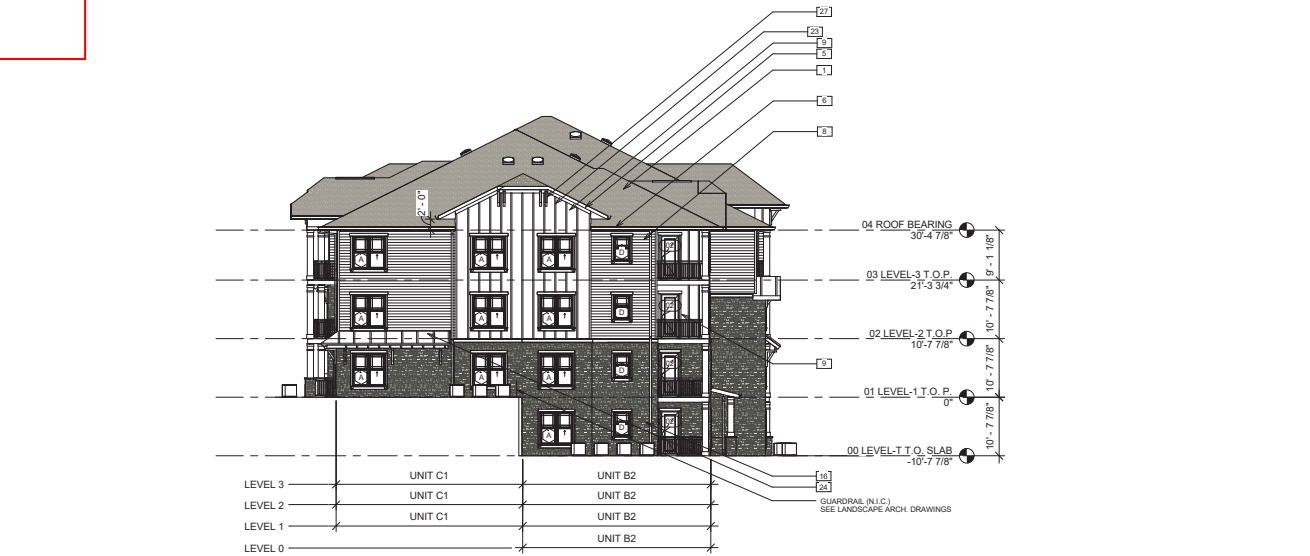 27
23
9
5
1
6
8
2' - 0"
04 ROOF BEARING
30'-4 7/8"
9' - 1 1/8"
A
A
A
D
03 LEVEL-3 T.O.P.
21'-3 3/4"
10' - 7 7/8"
A
A
A
D
02 LEVEL-2 T.O.P
10'-7 7/8"
10' - 7 7/8"
9
A
A
A
D
01 LEVEL-1 T.O. P.
0"
10' - 7 7/8"
A
D
00 LEVEL-T T.O. SLAB
-10'-7 7/8"
16
24
GUARDRAIL (N.I.C.)
SEE LANDSCAPE ARCH. DRAWINGS
LEVEL 3 UNIT C1 UNIT B2
LEVEL 2 UNIT C1 UNIT B2
LEVEL 1 UNIT C1 UNIT B2
LEVEL 0 UNIT B2